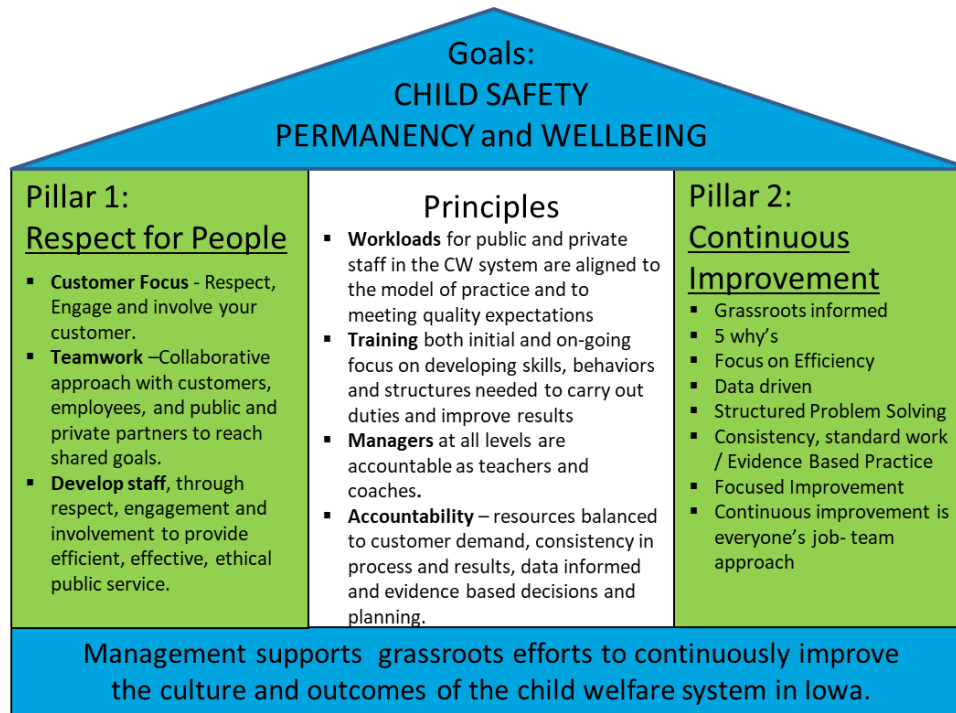 Goals:
CHILD SAFETY
PERMANENCY and WELLBEING
Pillar 1:
Respect for People
▪ Customer Focus - Respect,
Engage and involve your
customer.
▪ Teamwork –Collaborative
approach with customers,
employees, and public and
private partners to reach
shared goals.
▪ Develop staff, through
respect, engagement and
involvement to provide
efficient, effective, ethical
public service.
Principles
▪ Workloads for public and private
staff in the CW system are aligned to
the model of practice and to
meeting quality expectations
▪ Training both initial and on-going
focus on developing skills, behaviors
and structures needed to carry out
duties and improve results
▪ Managers at all levels are
accountable as teachers and
coaches.
▪ Accountability – resources balanced
to customer demand, consistency in
process and results, data informed
and evidence based decisions and
planning.
Pillar 2:
Continuous
Improvement
▪ Grassroots informed
▪ 5 why's
▪ Focus on Efficiency
▪ Data driven
▪ Structured Problem Solving
▪ Consistency, standard work
/ Evidence Based Practice
▪ Focused Improvement
▪ Continuous improvement is
everyone's job- team
approach
Management supports grassroots efforts to continuously improve
the culture and outcomes of the child welfare system in Iowa.